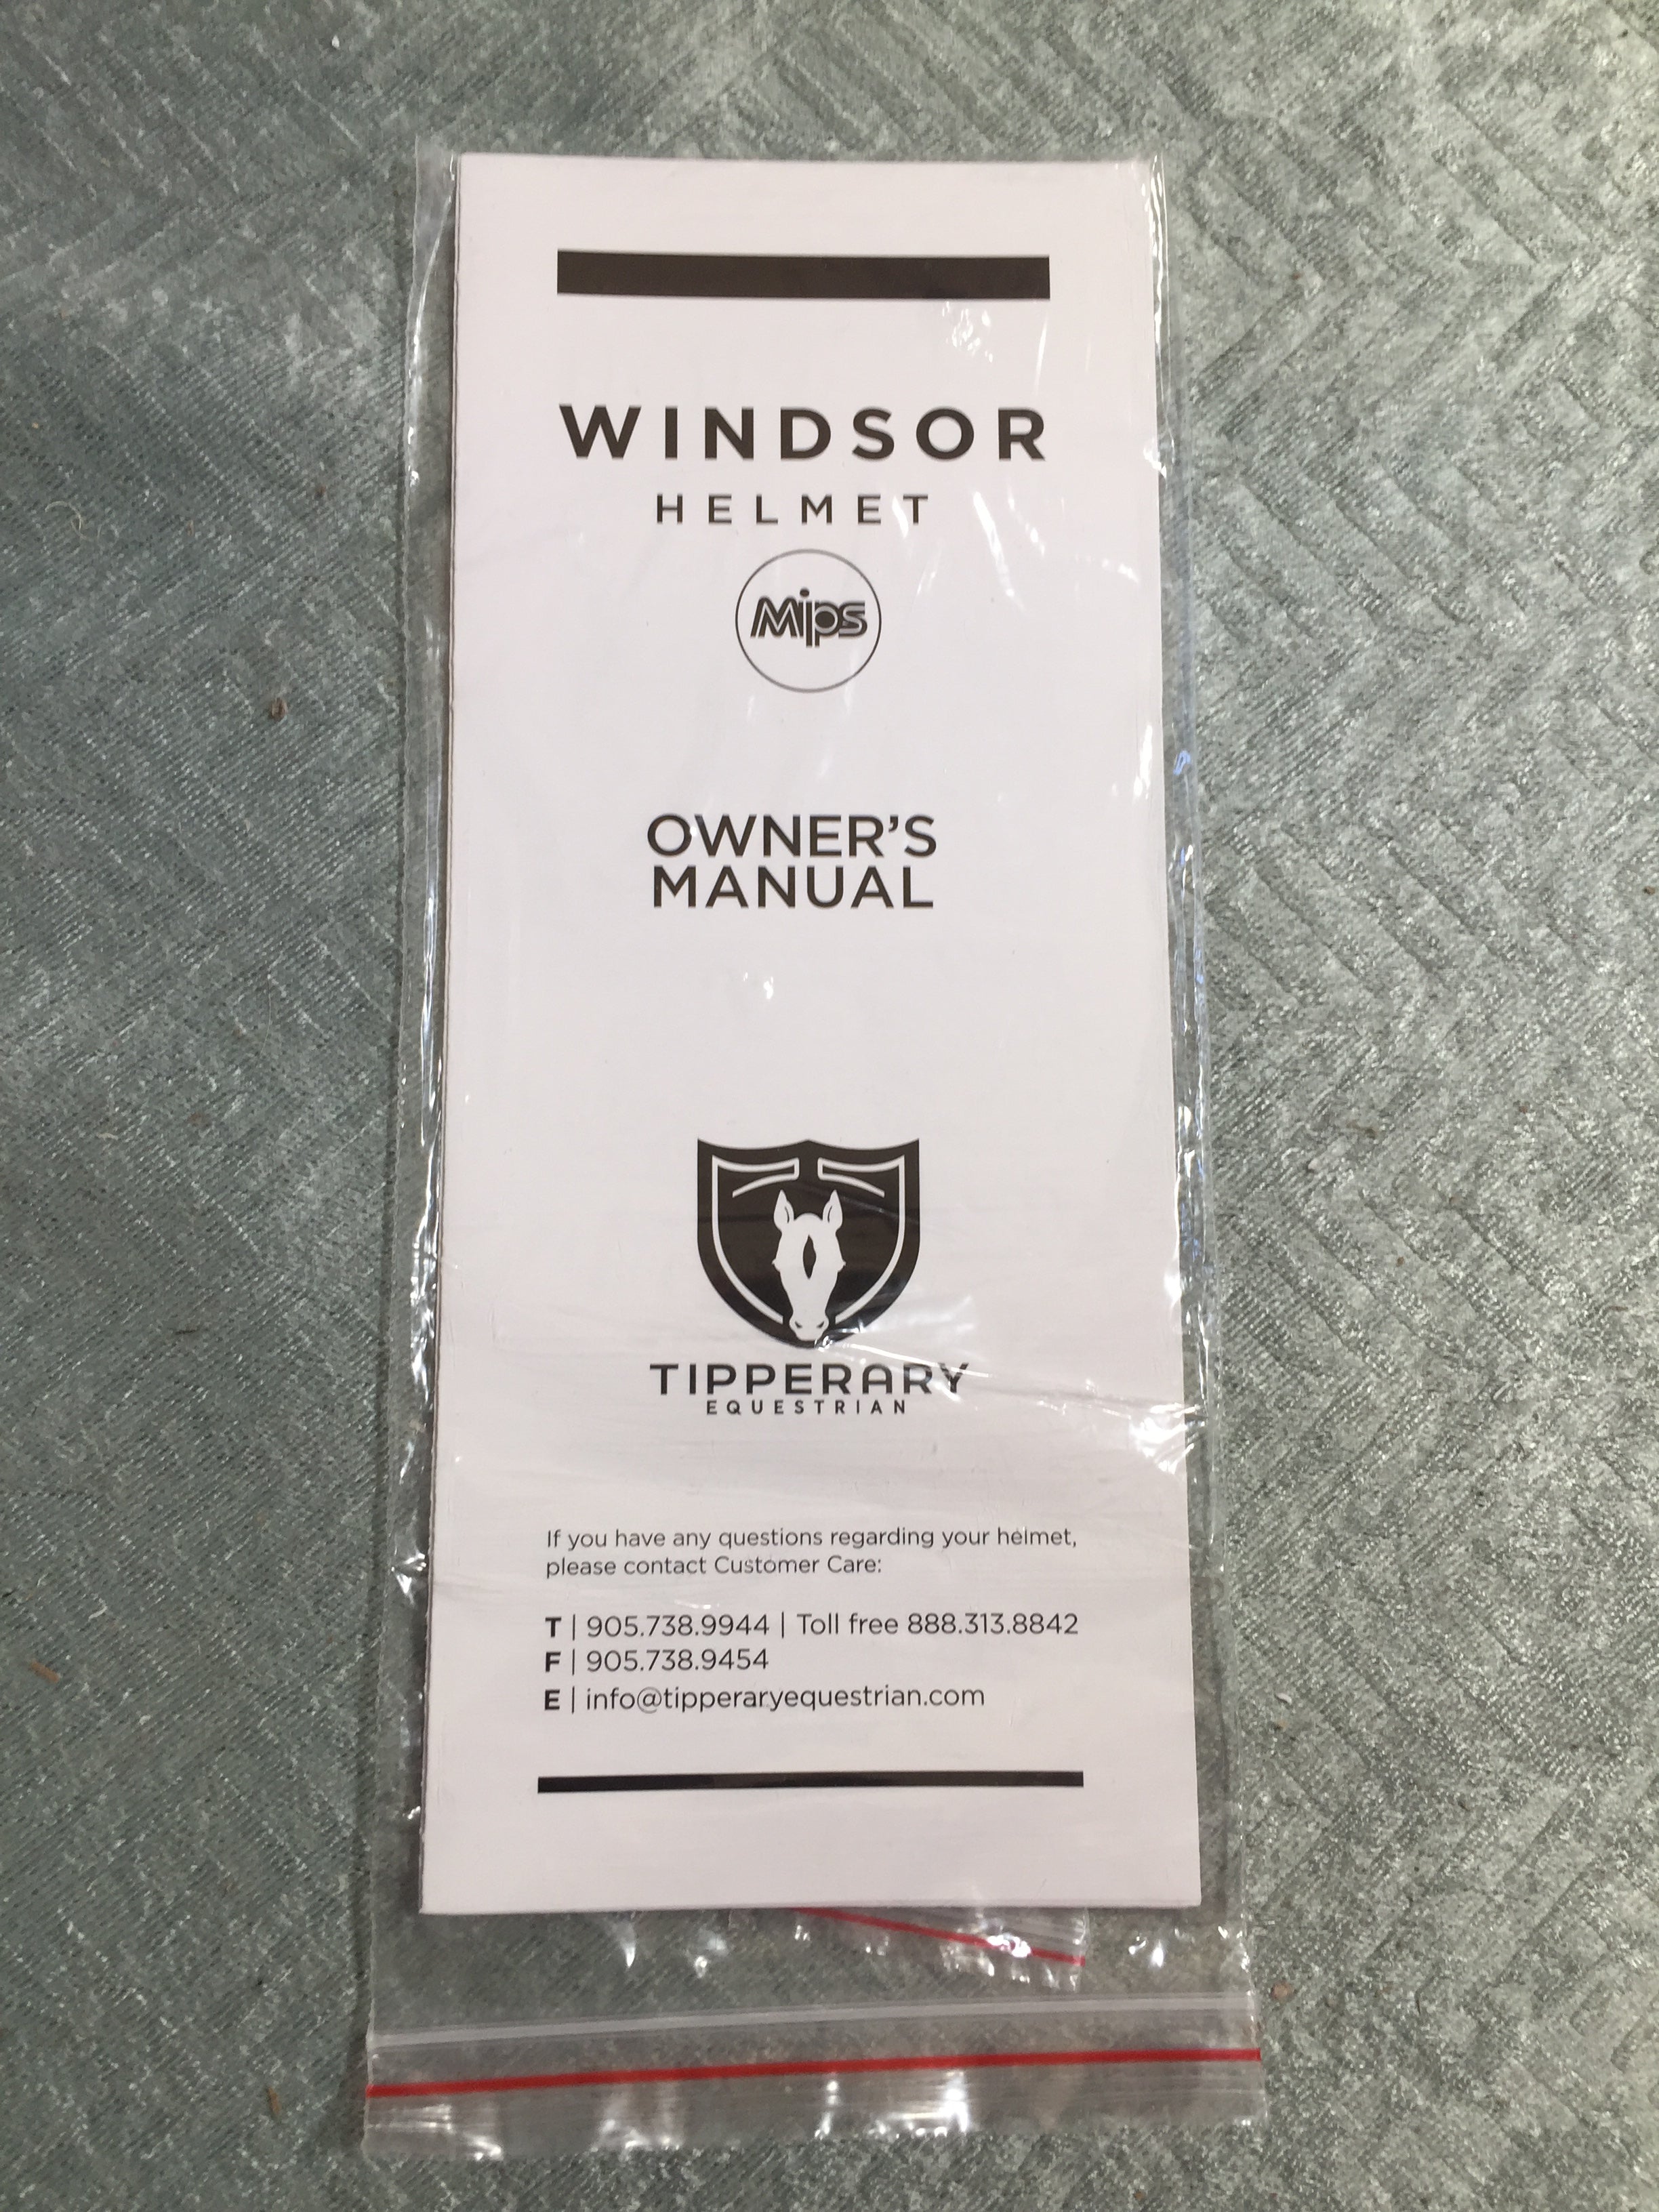 WINDSOR
HELMET
Mips
OWNER'S
MANUAL
TIPPERARY
EQUESTRIAN
If you have any questions regarding your helmet,
please contact Customer Care:
T | 905.738.9944 | Toll free 888.313.8842
F | 905.738.9454
E | info@tipperaryequestrian.com